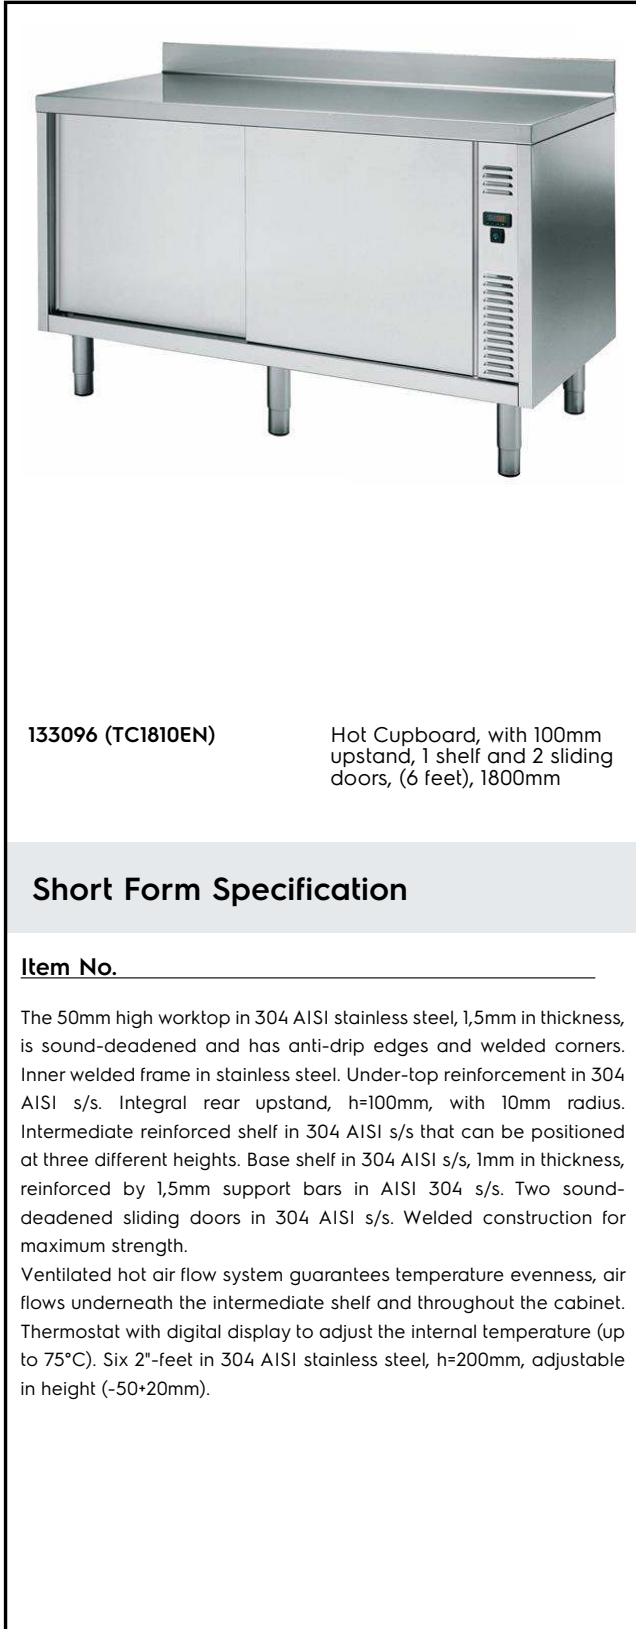 133096 (TC1810EN)
Hot Cupboard, with 100mm
upstand, 1 shelf and 2 sliding
doors, (6 feet), 1800mm
Short Form Specification
Item No.
The 50mm high worktop in 304 AISI stainless steel, 1,5mm in thickness,
is sound-deadened and has anti-drip edges and welded corners.
Inner welded frame in stainless steel. Under-top reinforcement in 304
AISI s/s. Integral rear upstand, h=100mm, with 10mm radius.
Intermediate reinforced shelf in 304 AISI s/s that can be positioned
at three different heights. Base shelf in 304 AISI s/s, 1mm in thickness,
reinforced by 1,5mm support bars in AISI 304 s/s. Two sound-
deadened sliding doors in 304 AISI s/s. Welded construction for
maximum strength.
Ventilated hot air flow system guarantees temperature evenness, air
flows underneath the intermediate shelf and throughout the cabinet.
Thermostat with digital display to adjust the internal temperature (up
to 75°C). Six 2"-feet in 304 AISI stainless steel, h=200mm, adjustable
in height (-50+20mm).